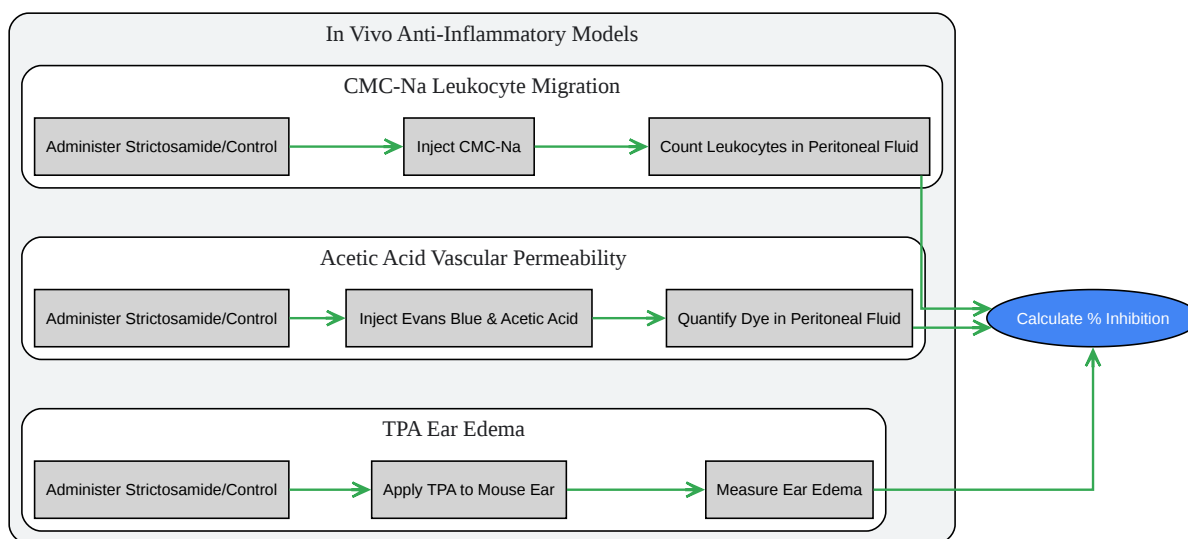 In Vivo Anti-Inflammatory Models
CMC-Na Leukocyte Migration
Administer Strictosamide/Control
Inject CMC-Na
Count Leukocytes in Peritoneal Fluid
Acetic Acid Vascular Permeability
Administer Strictosamide/Control
Inject Evans Blue & Acetic Acid
Quantify Dye in Peritoneal Fluid
Calculate % Inhibition
TPA Ear Edema
Administer Strictosamide/Control
Apply TPA to Mouse Ear
Measure Ear Edema